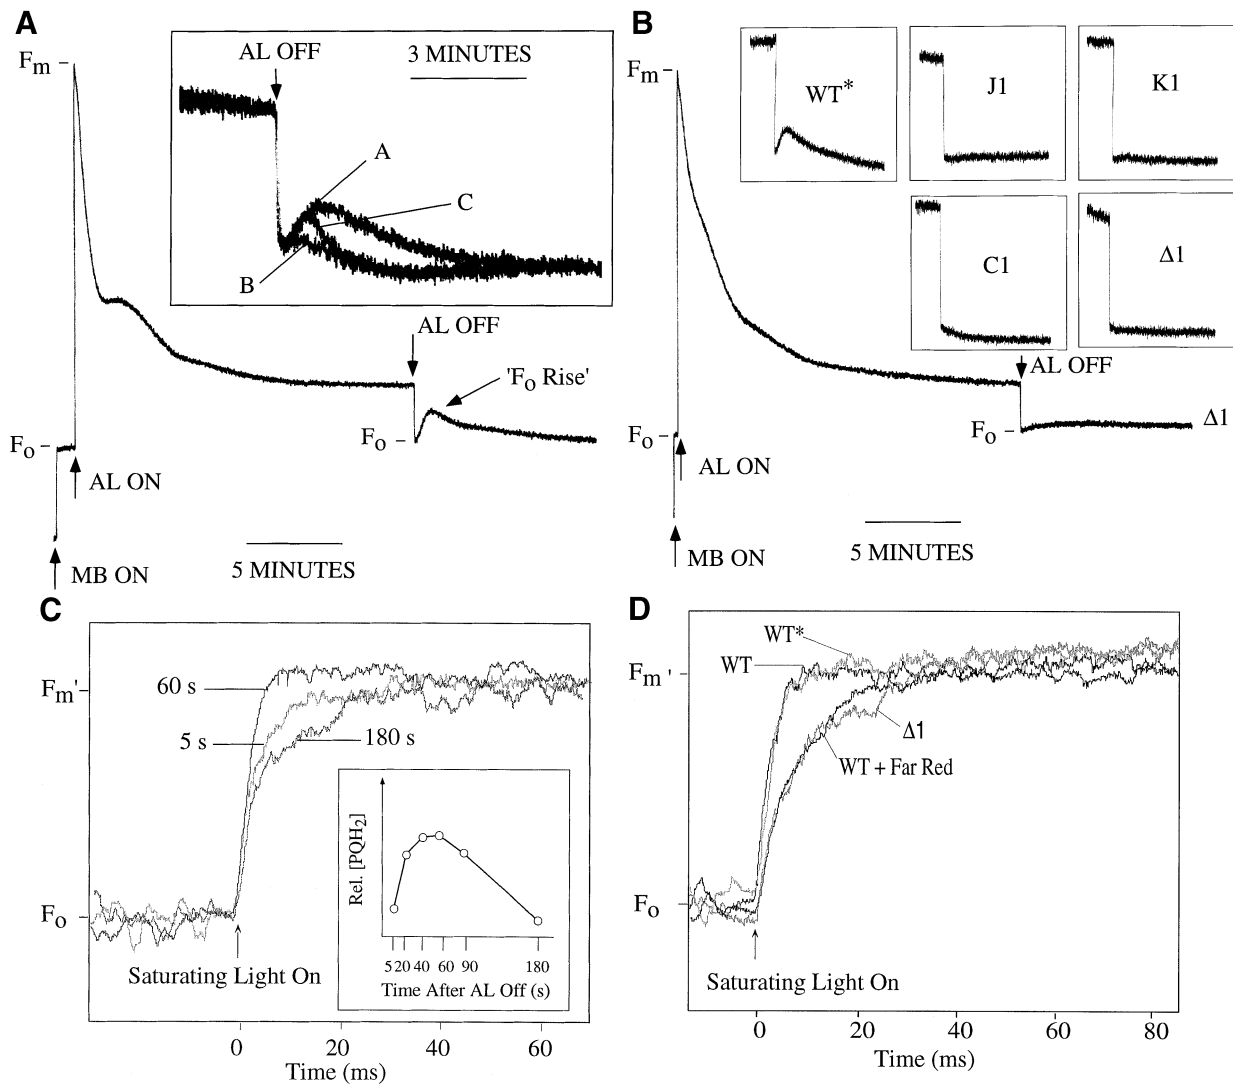 A
Fm
AL OFF
3 MINUTES
A
C
B
AL OFF
'Fo Rise'
Fo
Fo
AL ON
MB ON
5 MINUTES
B
Fm
WT*
J1
K1
C1
Δ1
AL OFF
Fo
Fo
Δ1
AL ON
MB ON
5 MINUTES
C
Fm'
60 s
5 s
180 s
Rel. [PQH2]
5 20 40 60 90 180
Time After AL Off (s)
Fo
Saturating Light On
0 20 40 60
Time (ms)
D
WT*
WT
Fm'
Δ1
WT + Far Red
Fo
Saturating Light On
0 20 40 60 80
Time (ms)